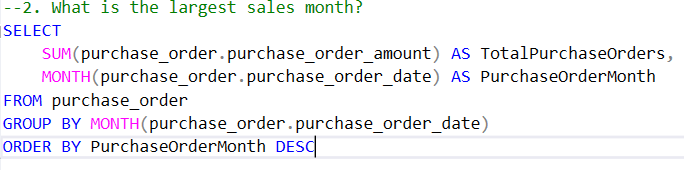 --2. What is the largest sales month?
SELECT
SUM(purchase_order.purchase_order_amount) AS TotalPurchaseOrders,
MONTH(purchase_order.purchase_order_date) AS PurchaseOrderMonth
FROM purchase_order
GROUP BY MONTH(purchase_order.purchase_order_date)
ORDER BY PurchaseOrderMonth DESC